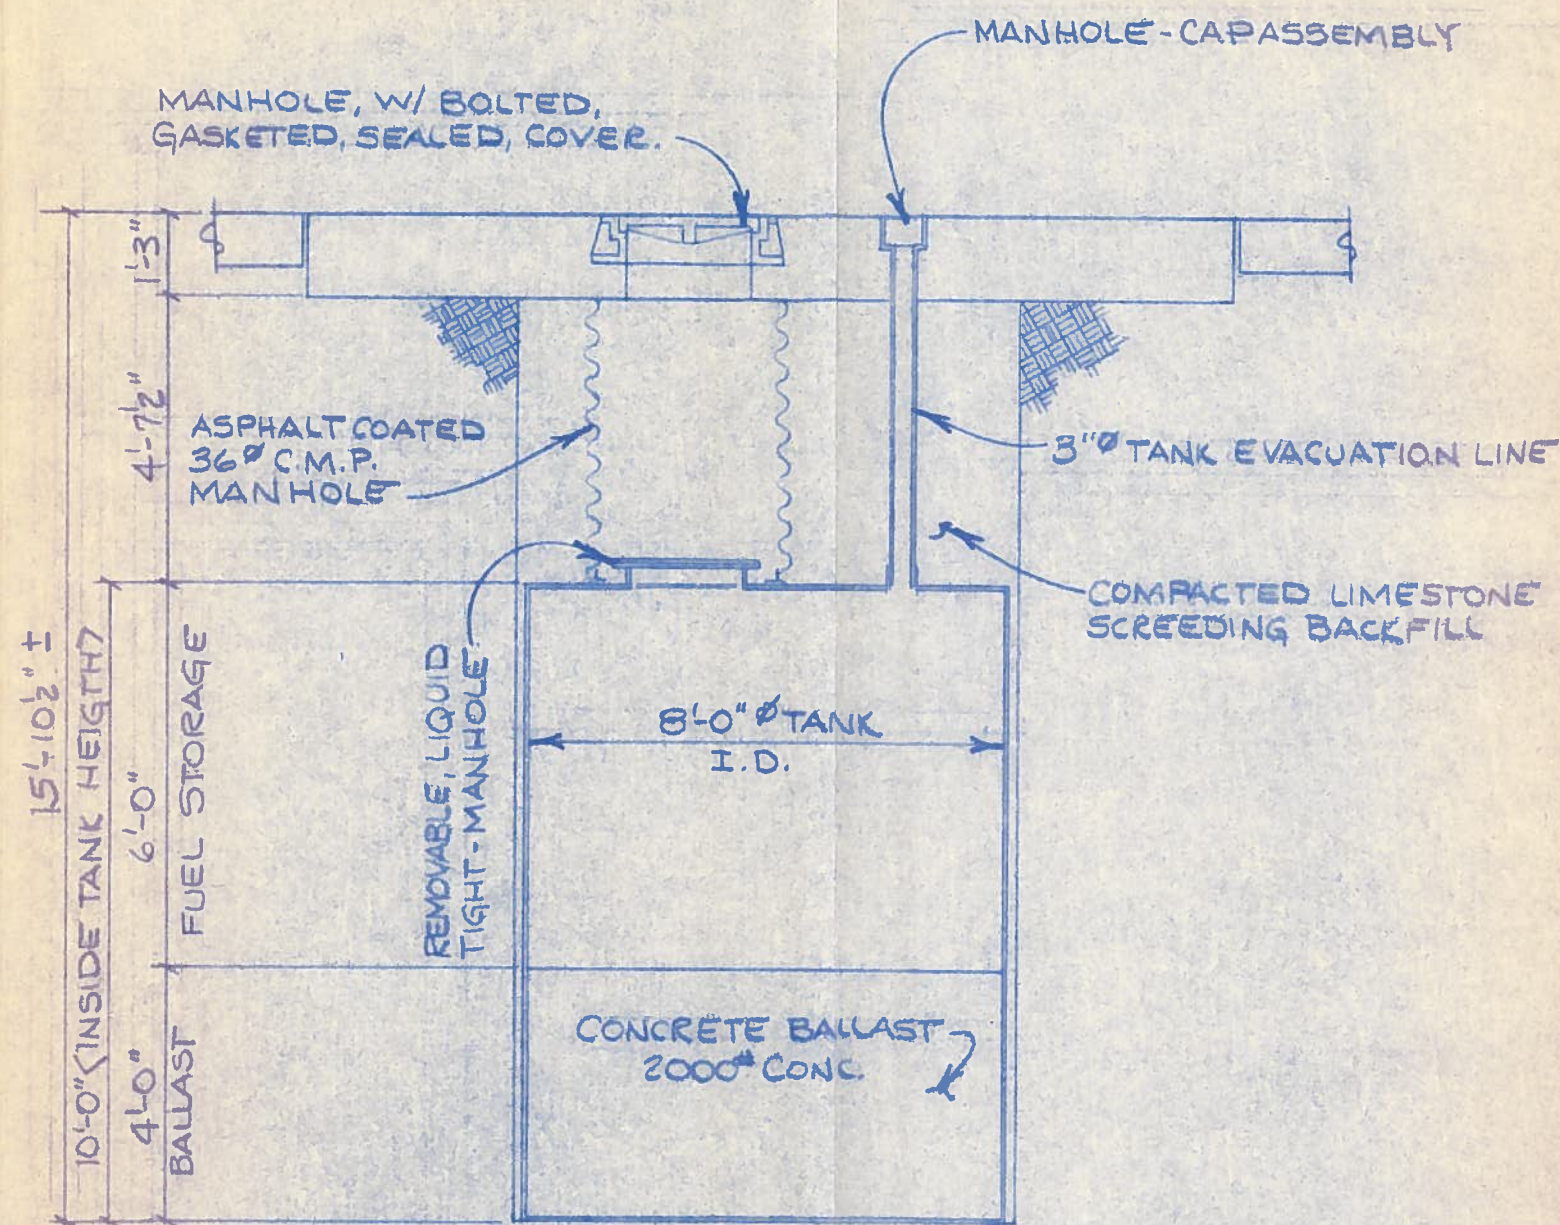 MANHOLE - CAP ASSEMBLY
MANHOLE, W/ BOLTED,
GASKETED, SEALED, COVER.
1'-3"
4'-7½"
ASPHALT COATED
36"Ø C.M.P.
MANHOLE
3"Ø TANK EVACUATION LINE
COMPACTED LIMESTONE
SCREEDING BACKFILL
15'-10½" ±
10'-0" (INSIDE TANK HEIGTH)
6'-0"
FUEL STORAGE
4'-0"
BALLAST
REMOVABLE, LIQUID
TIGHT - MANHOLE
8'-0" Ø TANK
I.D.
CONCRETE BALLAST
2000# CONC.